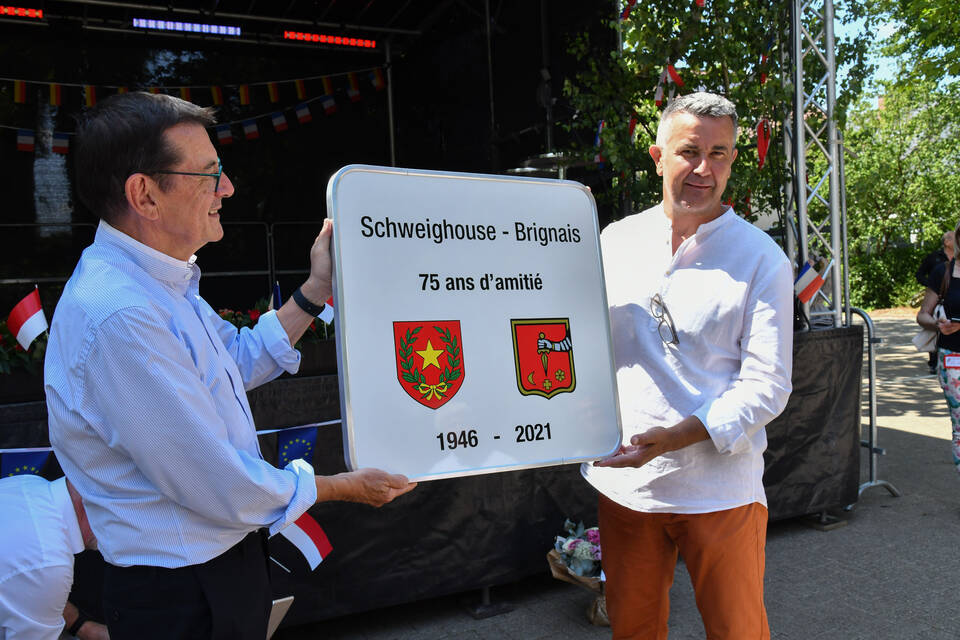 Schweighouse - Brignais
75 ans d'amitié
1946 - 2021